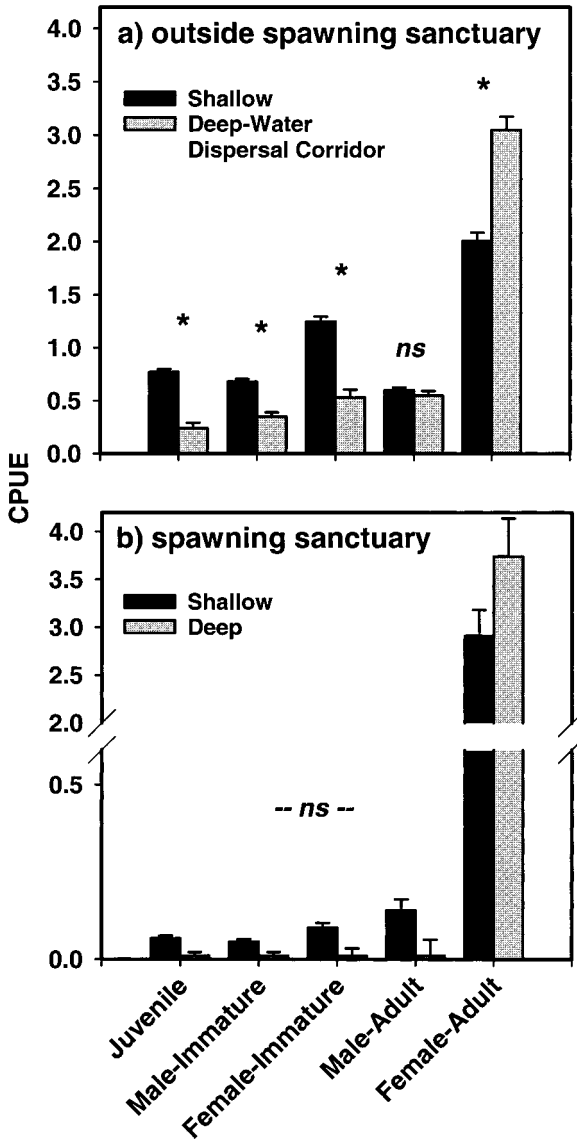 a) outside spawning sanctuary
Shallow
Deep-Water
Dispersal Corridor
4.0
3.5
3.0
2.5
2.0
1.5
1.0
0.5
0.0
*
*
*
ns
*
CPUE
b) spawning sanctuary
Shallow
Deep
4.0
3.5
3.0
2.5
2.0
0.5
0.0
-- ns --
Juvenile
Male-Immature
Female-Immature
Male-Adult
Female-Adult